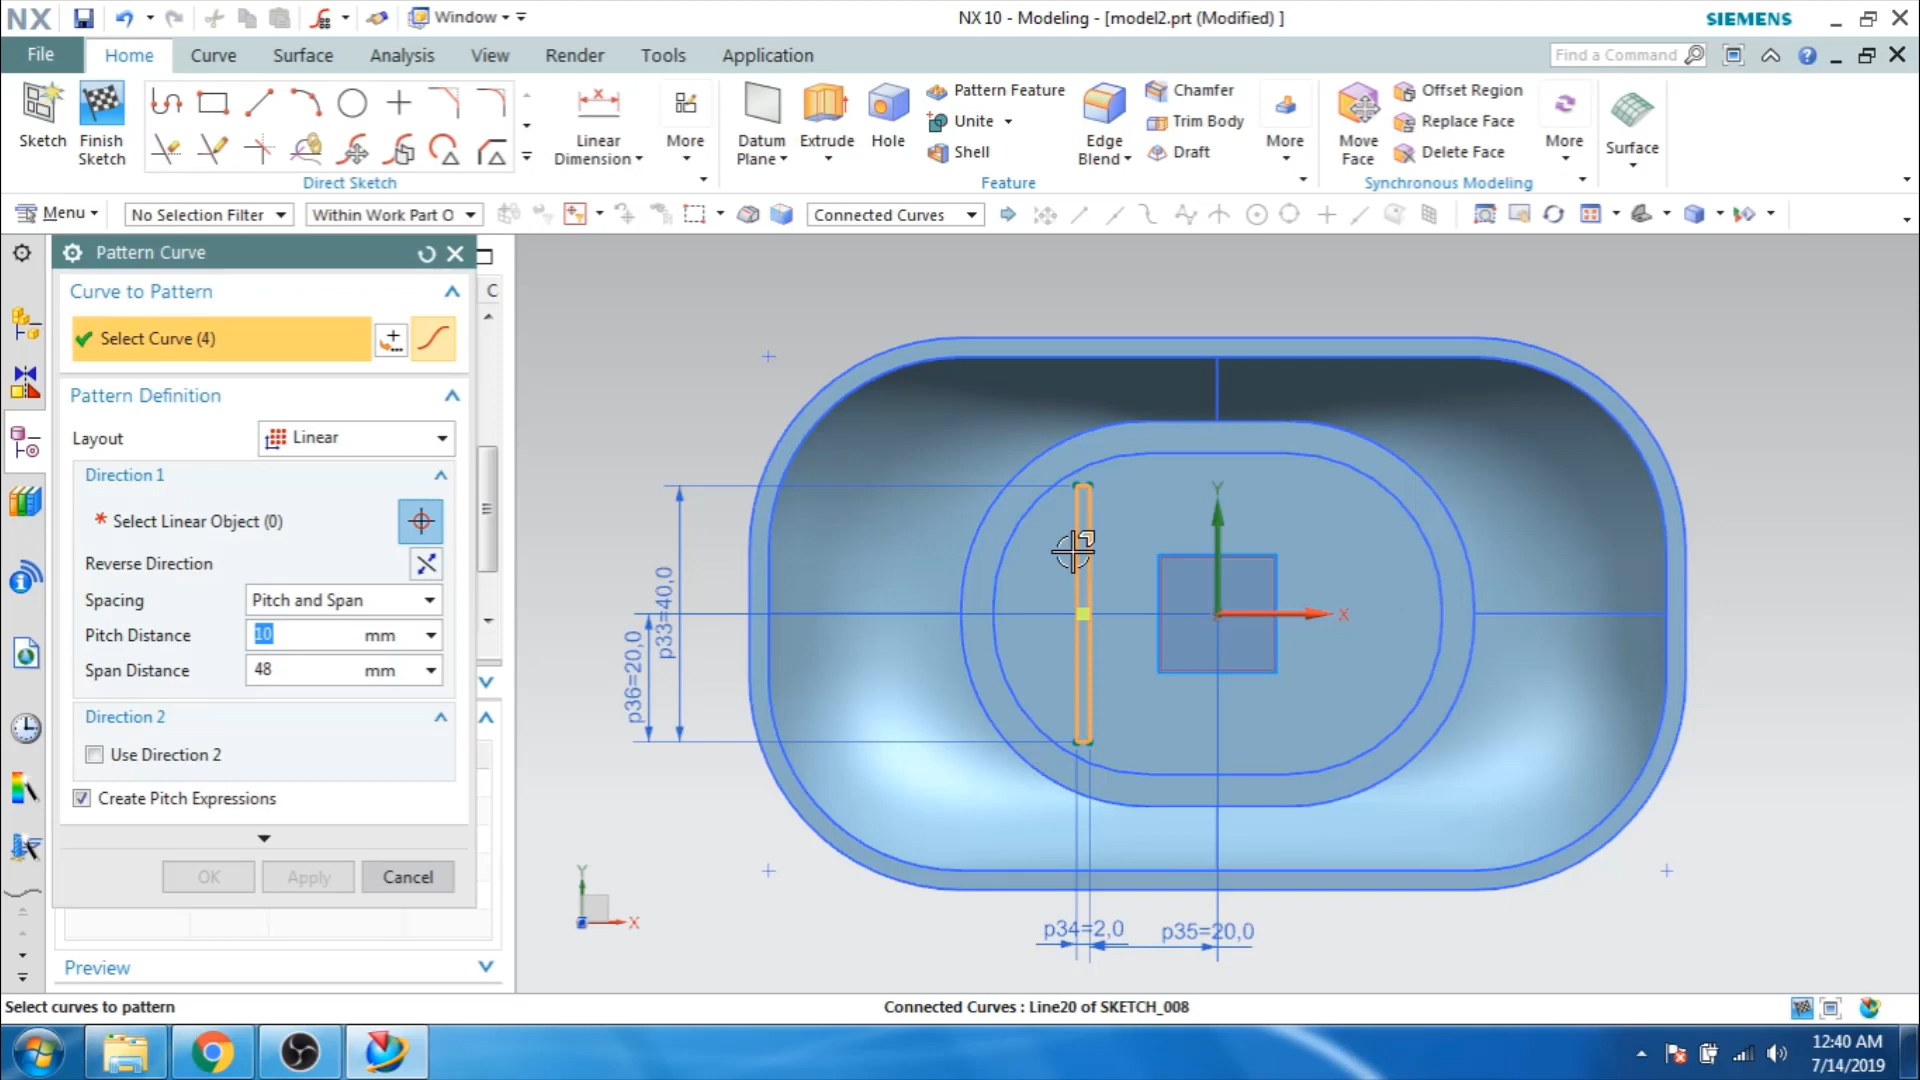 NX Window NX 10 - Modeling - [model2.prt (Modified) ] SIEMENS
File Home Curve Surface Analysis View Render Tools Application Find a Command
Sketch
Finish
Sketch
Direct Sketch
Linear
Dimension
More
Datum
Plane
Extrude
Hole
Pattern Feature
Unite
Shell
Edge
Blend
Chamfer
Trim Body
Draft
More
Feature
Move
Face
Offset Region
Replace Face
Delete Face
More
Synchronous Modeling
Surface
Menu No Selection Filter Within Work Part O Connected Curves
Pattern Curve
Curve to Pattern
C
Select Curve (4)
Pattern Definition
Layout Linear
Direction 1
* Select Linear Object (0)
Reverse Direction
Spacing Pitch and Span
Pitch Distance 10 mm
Span Distance 48 mm
Direction 2
Use Direction 2
Create Pitch Expressions
OK Apply Cancel
Preview
p33=40,0
p36=20,0
Y
X
Y
X
p34=2,0 p35=20,0
Select curves to pattern Connected Curves : Line20 of SKETCH_008
12:40 AM
7/14/2019